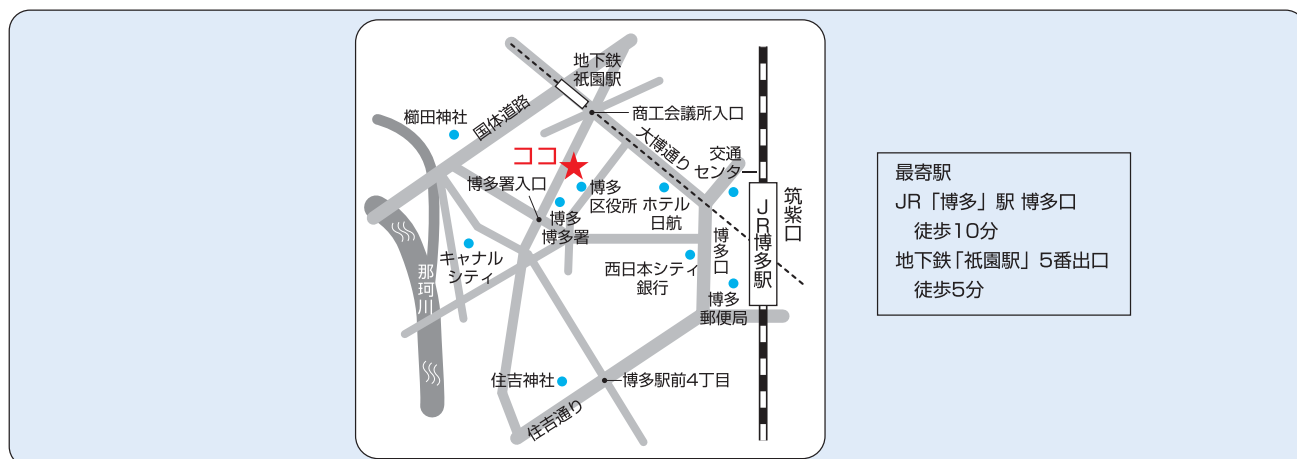 地下鉄
祇園駅
商工会議所入口
国体道路
櫛田神社
大博通り
交通
センター
ココ
博多署入口
博多
区役所
ホテル
日航
博多
博多署
筑紫口
JR博多駅
博多口
キャナル
シティ
西日本シティ
銀行
那珂川
博多
郵便局
住吉神社
博多駅前4丁目
住吉通り
最寄駅
JR「博多」駅 博多口
徒歩10分
地下鉄「祇園駅」5番出口
徒歩5分